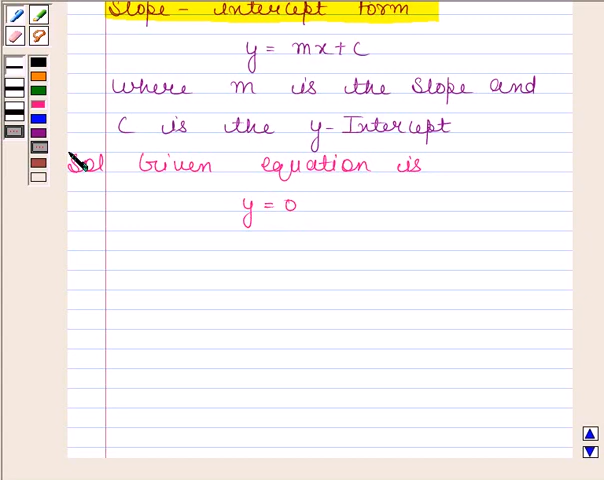 Slope - intercept form
y = mx + c
where m is the slope and
c is the y-Intercept
Sol Given equation is
y = 0